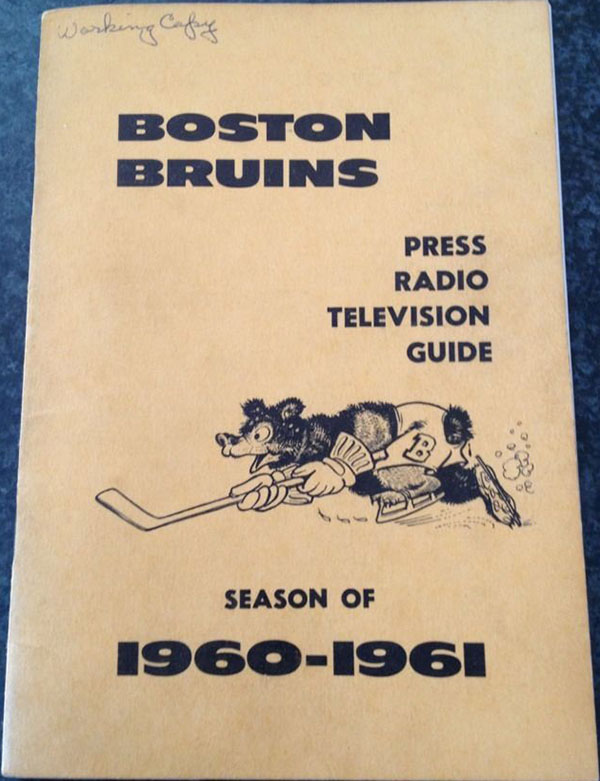 Working Copy
BOSTON
BRUINS
PRESS
RADIO
TELEVISION
GUIDE
B
SEASON OF
1960-1961